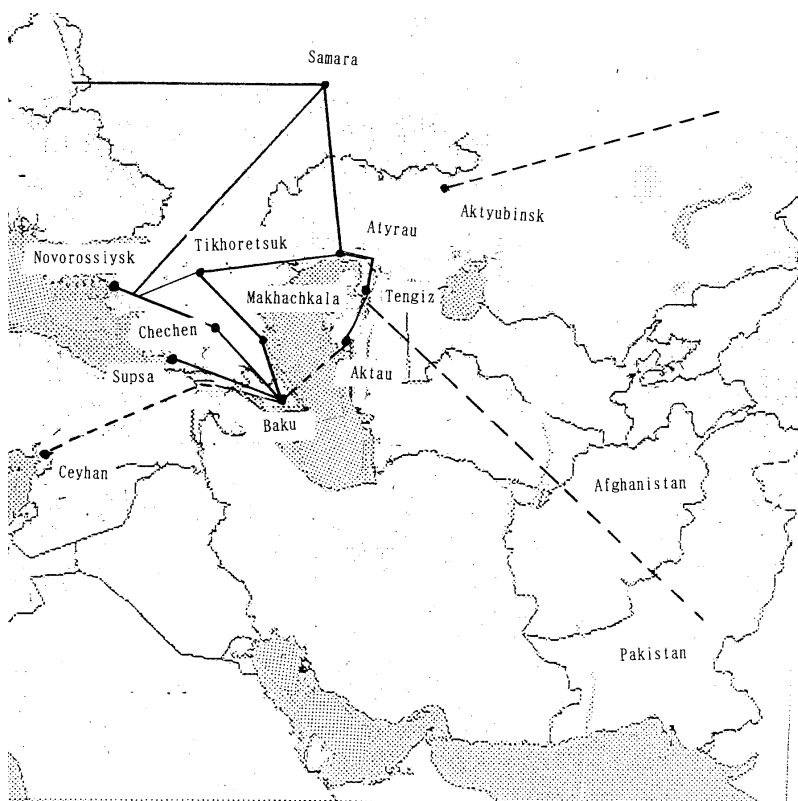 Samara
Aktyubinsk
Atyrau
Tikhoretsuk
Novorossiysk
Makhachkala
Tengiz
Chechen
Supsa
Aktau
Baku
Ceyhan
Afghanistan
Pakistan